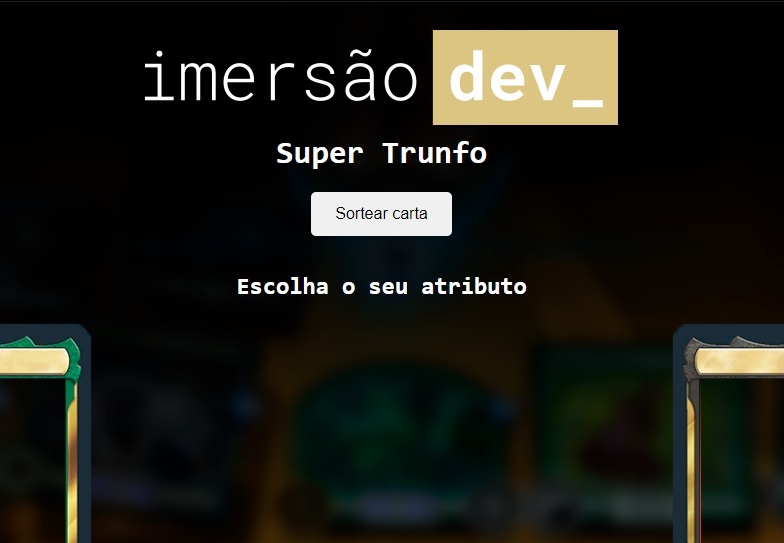 imersão dev_
Super Trunfo
Sortear carta
Escolha o seu atributo